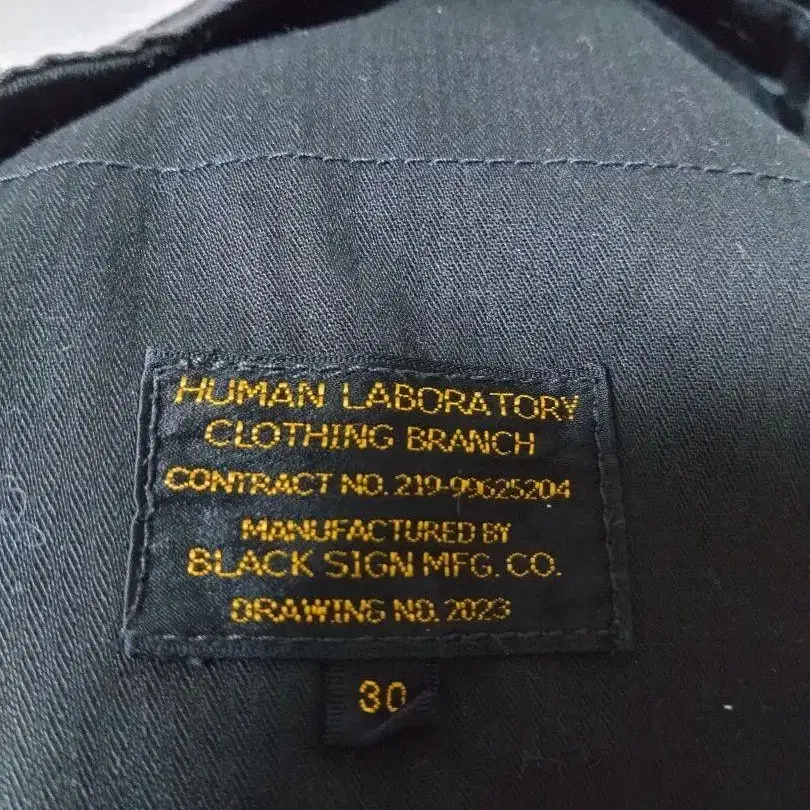 HUMAN LABORATORY
CLOTHING BRANCH
CONTRACT NO. 219-99625204
MANUFACTURED BY
BLACK SIGN MFG. CO.
DRAWING NO. 2023
30